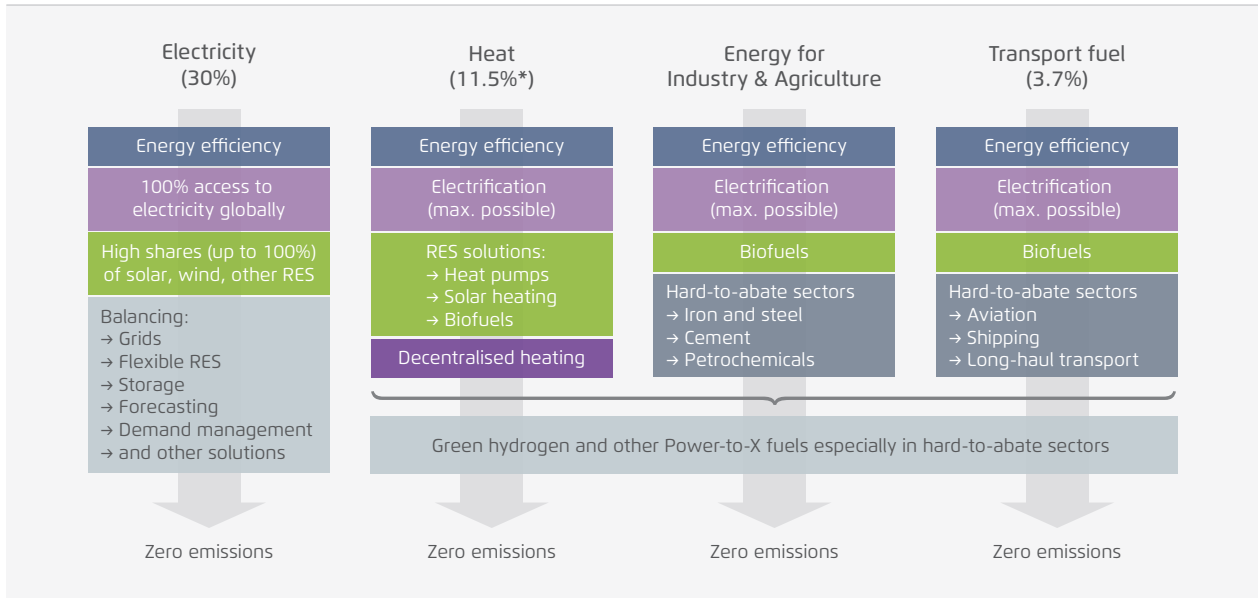 Electricity
(30%)
Energy efficiency
100% access to
electricity globally
High shares (up to 100%)
of solar, wind, other RES
Balancing:
→ Grids
→ Flexible RES
→ Storage
→ Forecasting
→ Demand management
→ and other solutions
Zero emissions
Heat
(11.5%*)
Energy efficiency
Electrification
(max. possible)
RES solutions:
→ Heat pumps
→ Solar heating
→ Biofuels
Decentralised heating
Energy for
Industry & Agriculture
Energy efficiency
Electrification
(max. possible)
Biofuels
Hard-to-abate sectors
→ Iron and steel
→ Cement
→ Petrochemicals
Transport fuel
(3.7%)
Energy efficiency
Electrification
(max. possible)
Biofuels
Hard-to-abate sectors
→ Aviation
→ Shipping
→ Long-haul transport
Green hydrogen and other Power-to-X fuels especially in hard-to-abate sectors
Zero emissions
Zero emissions
Zero emissions